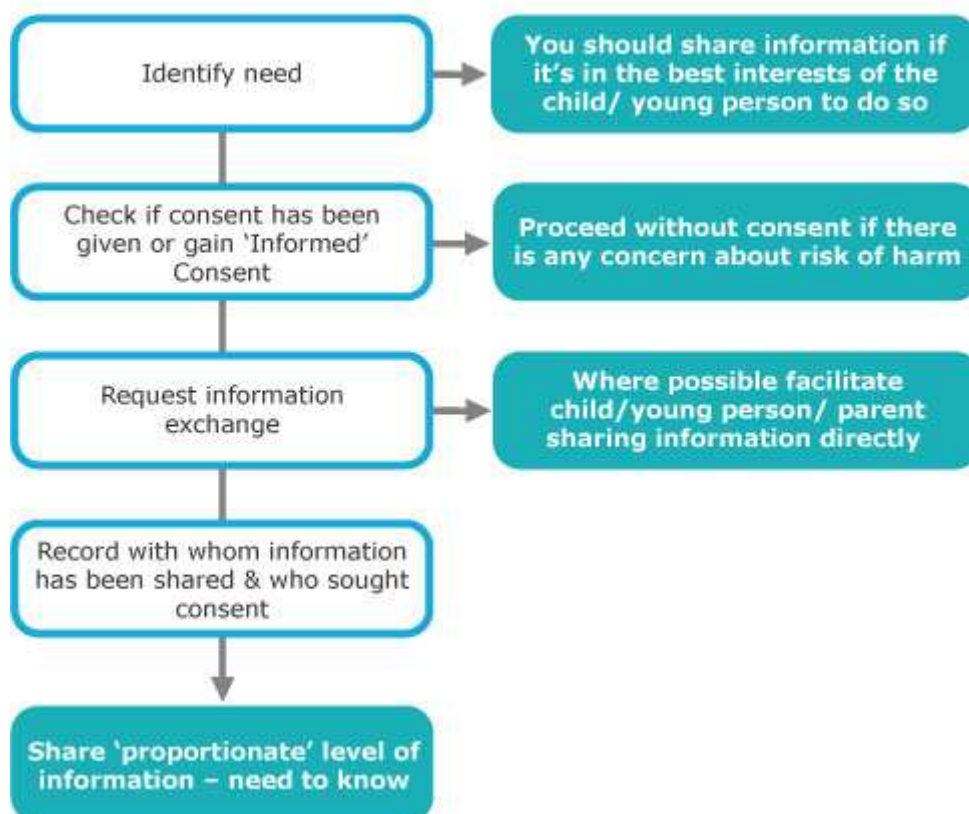 Identify need
You should share information if
it's in the best interests of the
child/ young person to do so
Check if consent has been
given or gain ‘Informed’
Consent
Proceed without consent if there
is any concern about risk of harm
Request information
exchange
Where possible facilitate
child/young person/ parent
sharing information directly
Record with whom information
has been shared & who sought
consent
Share ‘proportionate’ level of
information – need to know